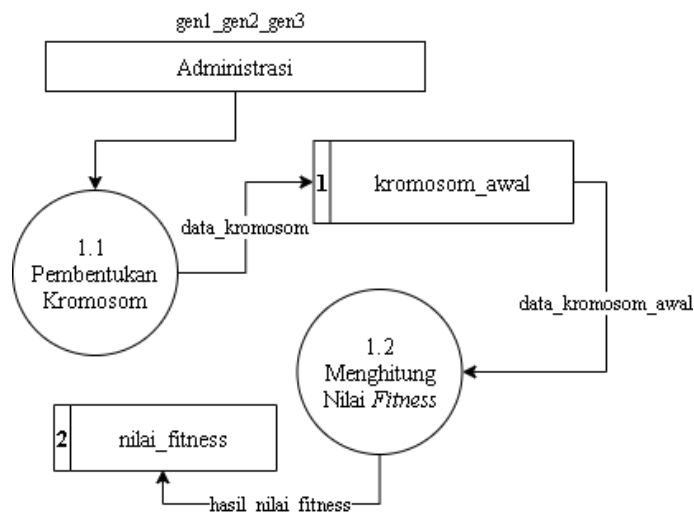 gen1_gen2_gen3
Administrasi
1.1
Pembentukan
Kromosom
data_kromosom
1
kromosom_awal
data_kromosom_awal
1.2
Menghitung
Nilai Fitness
2
nilai_fitness
hasil_nilai_fitness